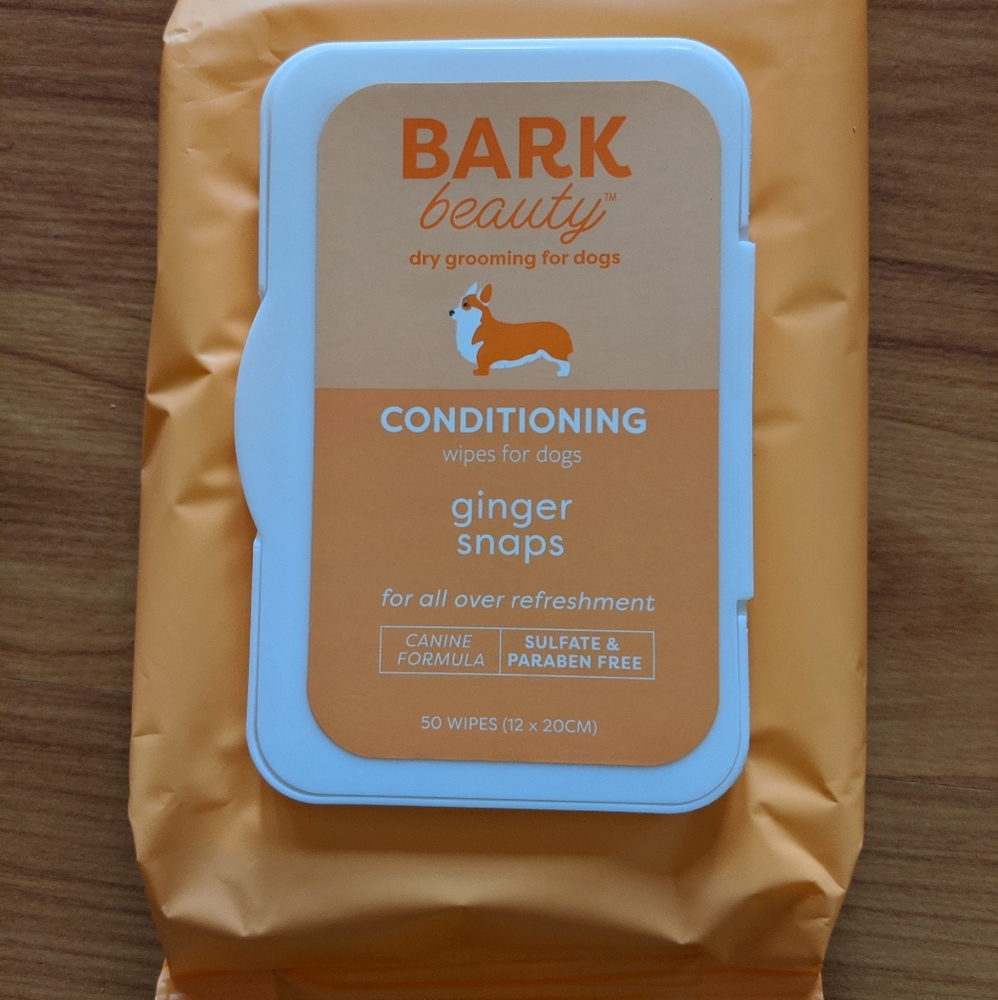 BARK
beauty™
dry grooming for dogs
CONDITIONING
wipes for dogs
ginger
snaps
for all over refreshment
CANINE
FORMULA
SULFATE &
PARABEN FREE
50 WIPES (12 x 20CM)